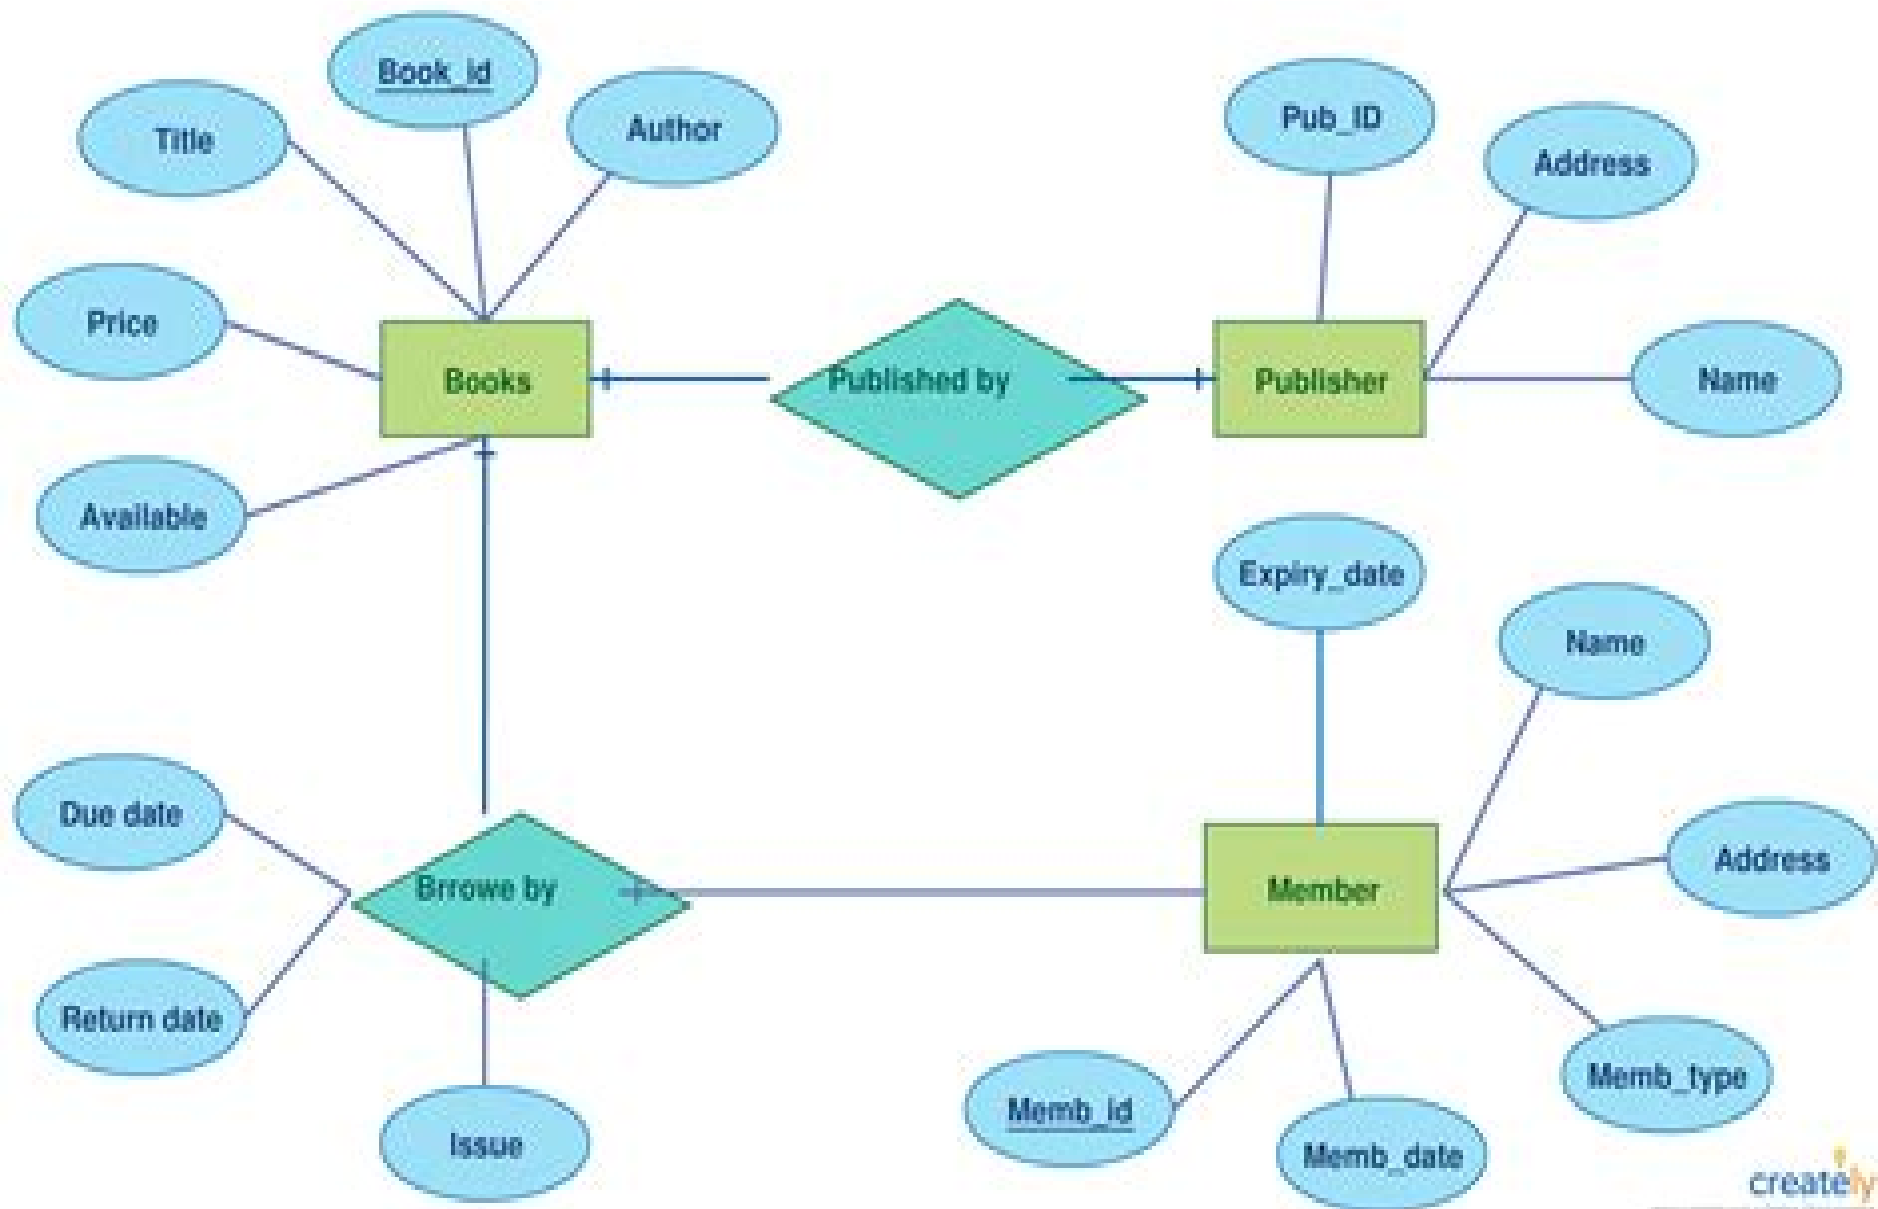 Book_id
Title
Author
Pub_ID
Address
Price
Books
Published by
Publisher
Name
Available
Expiry_date
Name
Due date
Brrowe by
Member
Address
Return date
Issue
Memb_id
Memb_date
Memb_type
creately